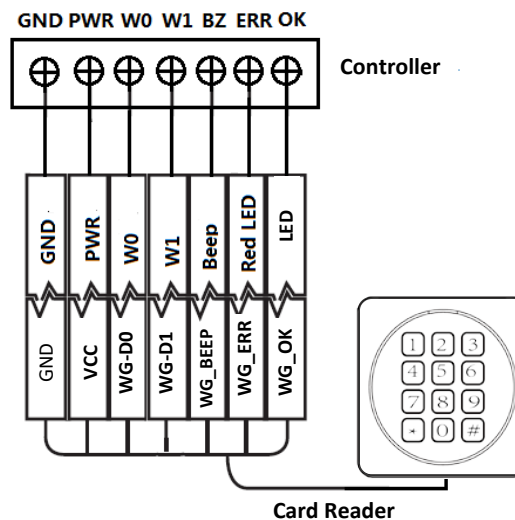 GND PWR W0 W1 BZ ERR OK
Controller
GND PWR W0 W1 Beep Red LED LED
GND VCC WG-D0 WG-D1 WG_BEEP WG_ERR WG_OK
1 2 3
4 5 6
7 8 9
* 0 #
Card Reader